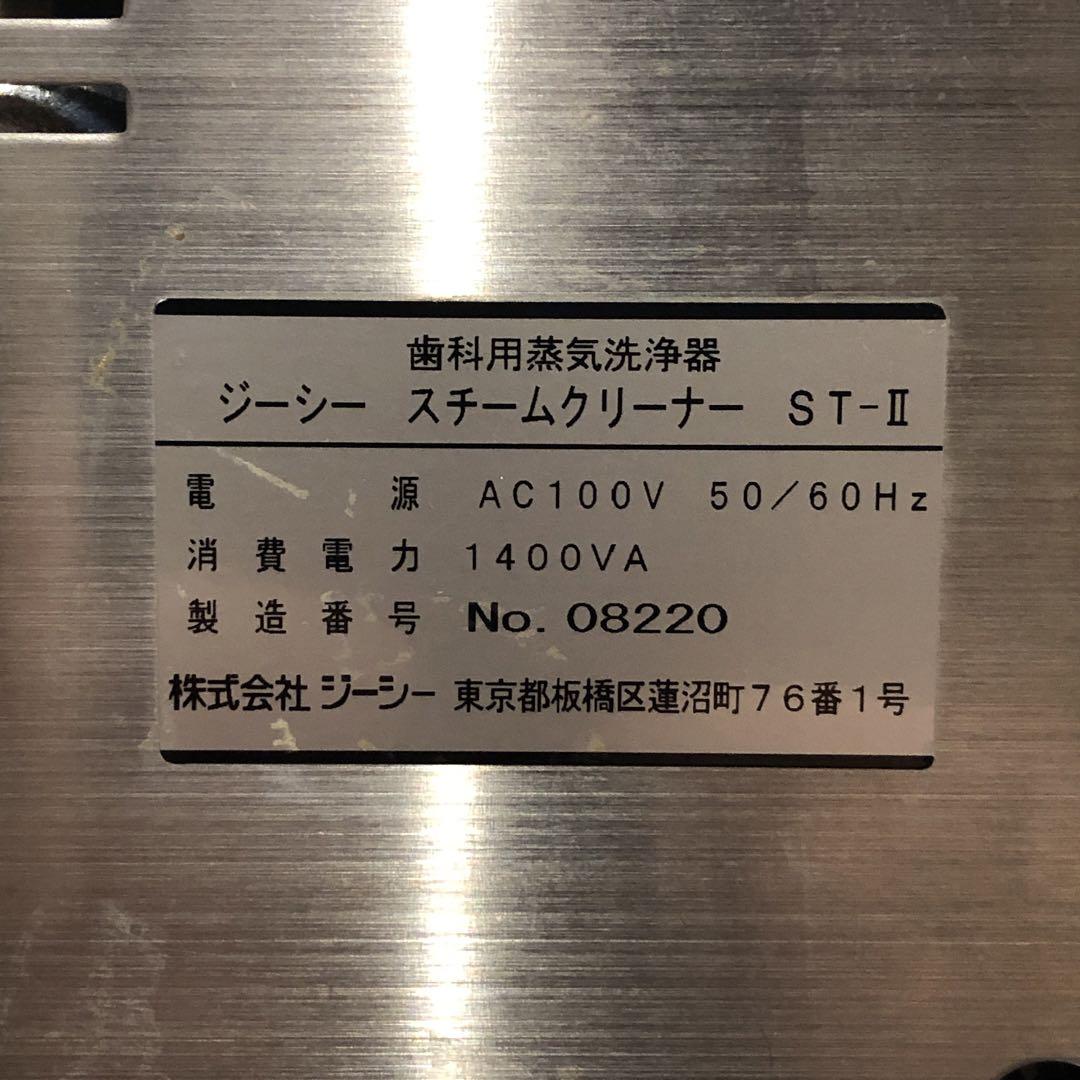 歯科用蒸気洗浄器
ジーシー スチームクリーナー ST-Ⅱ
電源 AC100V 50/60Hz
消費電力 1400VA
製造番号 No. 08220
株式会社 ジーシー 東京都板橋区蓮沼町76番1号